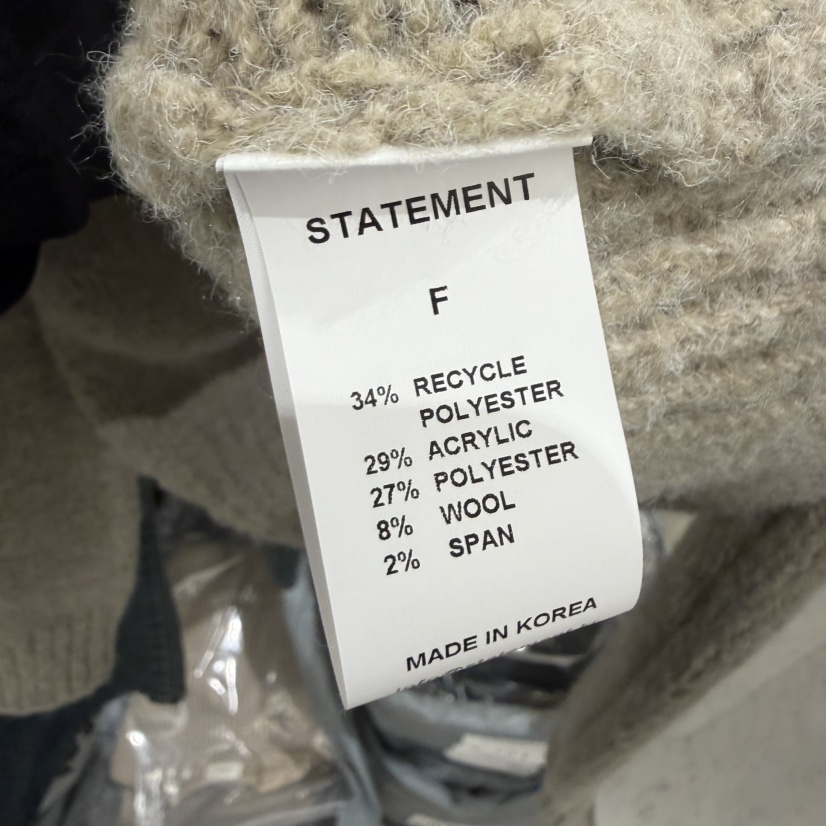 STATEMENT
F
34% RECYCLE
POLYESTER
29% ACRYLIC
27% POLYESTER
8% WOOL
2% SPAN
MADE IN KOREA